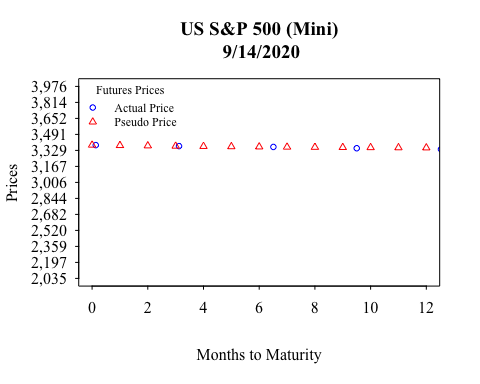 US S&P 500 (Mini)
9/14/2020
Futures Prices
Actual Price
Pseudo Price
Prices
3,976
3,814
3,652
3,491
3,329
3,167
3,006
2,844
2,682
2,520
2,359
2,197
2,035
0 2 4 6 8 10 12
Months to Maturity